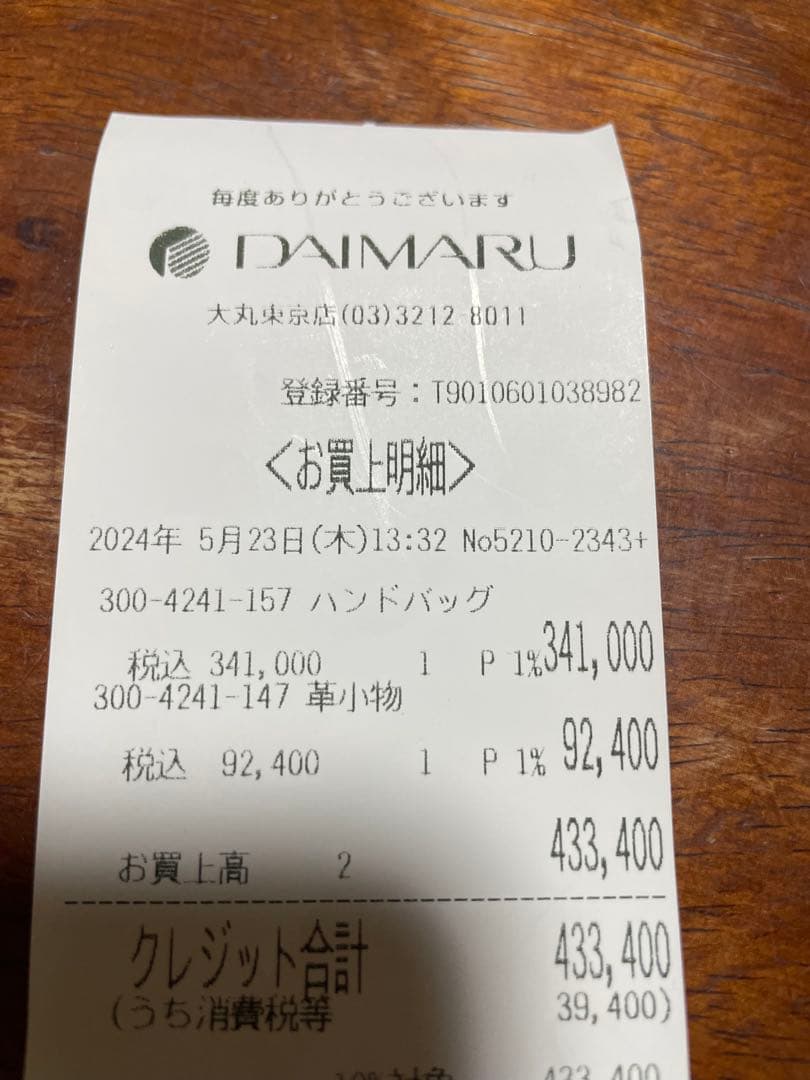 毎度ありがとうございます
DAIMARU
大丸東京店(03)3212-8011
登録番号：T9010601038982
<お買上明細>
2024年 5月23日(木)13:32 No5210-2343+
300-4241-157 ハンドバッグ
税込 341,000 1 P 1% 341,000
300-4241-147 革小物
税込 92,400 1 P 1% 92,400
お買上高 2 433,400
クレジット合計 433,400
(うち消費税等 39,400)
10%対象 433,400